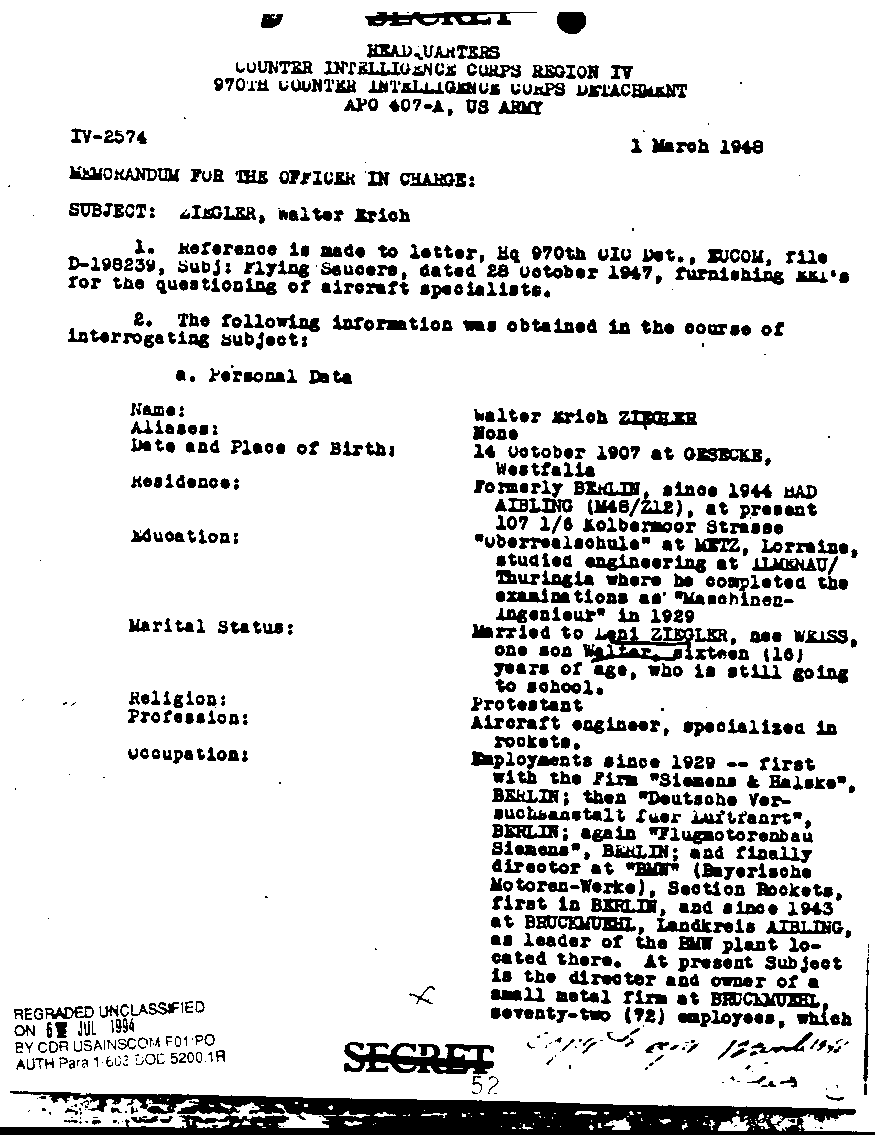 SECRET
HEADQUARTERS
COUNTER INTELLIGENCE CORPS REGION IV
970TH COUNTER INTELLIGENCE CORPS DETACHMENT
APO 407-A, US ARMY
IV-2574
1 March 1948
MEMORANDUM FOR THE OFFICER IN CHARGE:
SUBJECT: ZIEGLER, Walter Erich
1. Reference is made to letter, Hq 970th CIC Det., EUCOM, file
D-198239, Subj: Flying Saucers, dated 28 October 1947, furnishing EEI's
for the questioning of aircraft specialists.
2. The following information was obtained in the course of
interrogating Subject:
a. Personal Data
Name: Walter Erich ZIEGLER
Aliases: None
Date and Place of Birth: 14 October 1907 at GESECKE,
Westfalia
Residence: Formerly BERLIN, since 1944 BAD
AIBLING (M48/Z12), at present
107 1/6 Kolbermoor Strasse
Education: "Oberrealschule" at METZ, Lorraine,
studied engineering at ILMENAU/
Thuringia where he completed the
examinations as "Maschinen-
ingenieur" in 1929
Marital Status: Married to Leni ZIEGLER, nee WEISS,
one son Walter, sixteen (16)
years of age, who is still going
to school.
Religion: Protestant
Profession: Aircraft engineer, specialized in
rockets.
Occupation: Employments since 1929 -- first
with the Firm "Siemens & Halske",
BERLIN; then "Deutsche Ver-
suchsanstalt fuer Luftfahrt",
BERLIN; again "Flugmotorenbau
Siemens", BERLIN; and finally
director at "BMW" (Bayerische
Motoren-Werke), Section Rockets,
first in BERLIN, and since 1943
at BRUCKMUEHL, Landkreis AIBLING,
as leader of the BMW plant lo-
cated there. At present Subject
is the director and owner of a
small metal firm at BRUCKMUEHL,
seventy-two (72) employees, which
REGRADED UNCLASSIFIED
ON JUL 1994
BY CDR USAINSCOM F01:PO
AUTH Para 1-603 DOD 5200.1R
SECRET
52